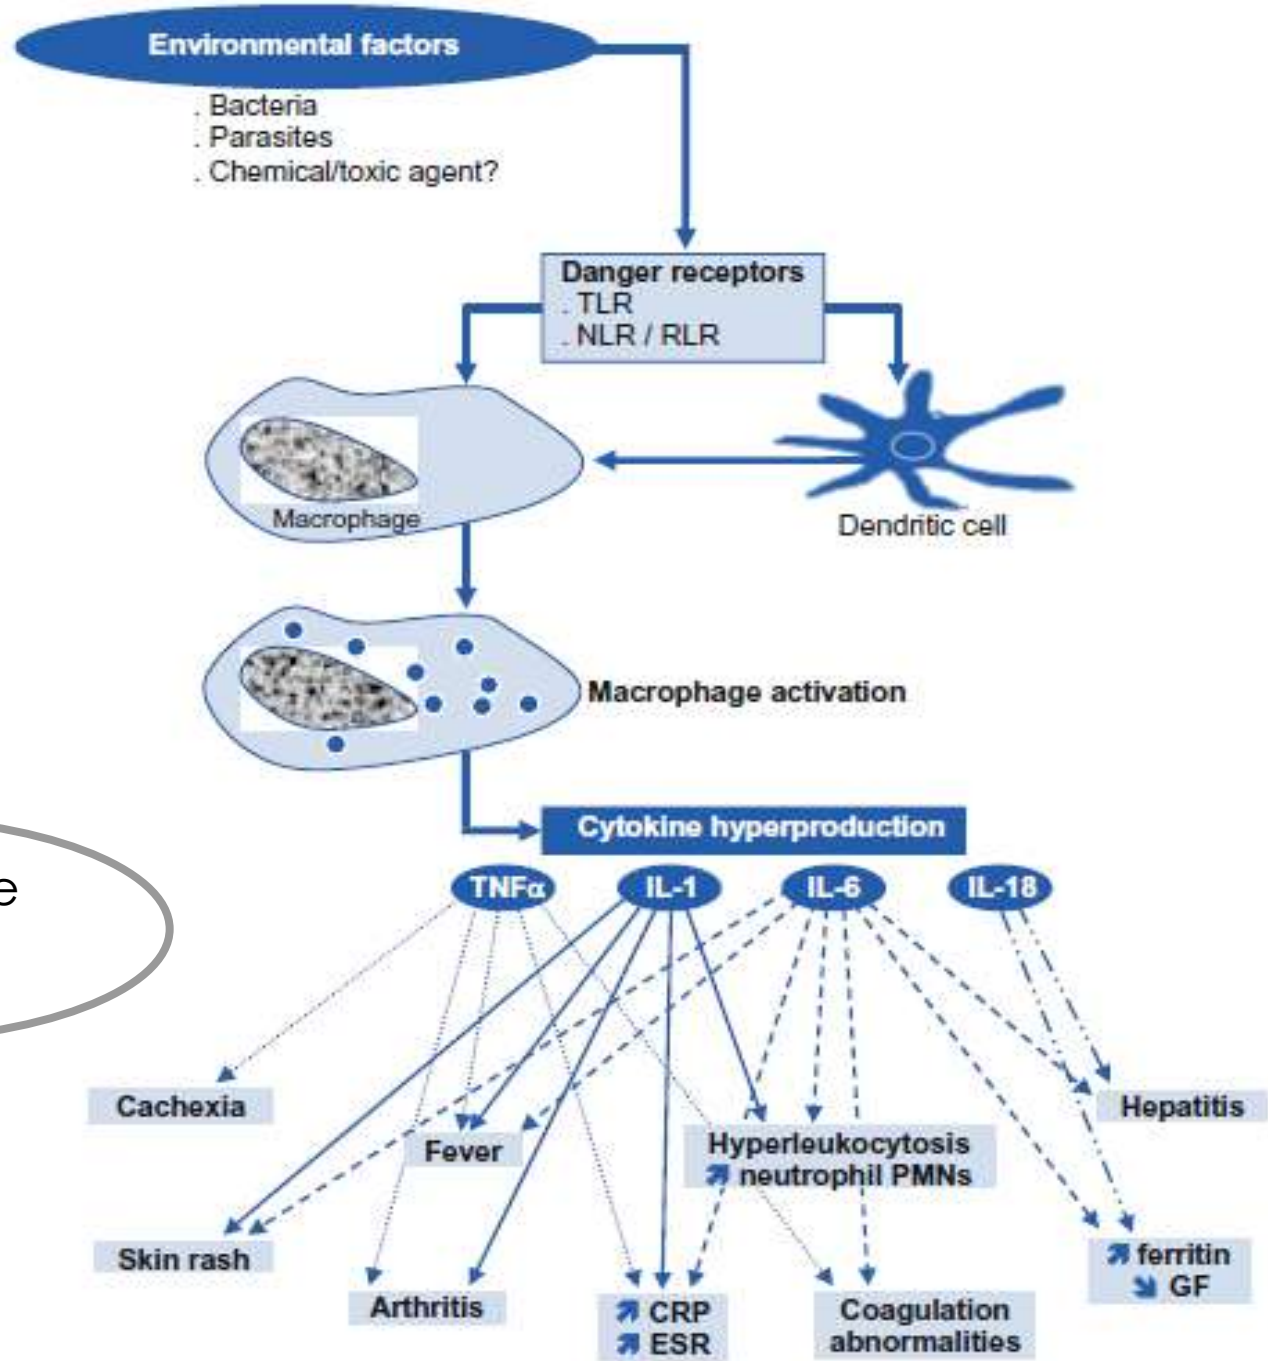 Environmental factors
. Bacteria
. Parasites
. Chemical/toxic agent?
Danger receptors
. TLR
. NLR / RLR
Macrophage
Dendritic cell
Macrophage activation
Cytokine hyperproduction
TNFα IL-1 IL-6 IL-18
e
Cachexia
Fever
Hyperleukocytosis
↗ neutrophil PMNs
Hepatitis
Skin rash
Arthritis
↗ CRP
↗ ESR
Coagulation
abnormalities
↗ ferritin
↘ GF